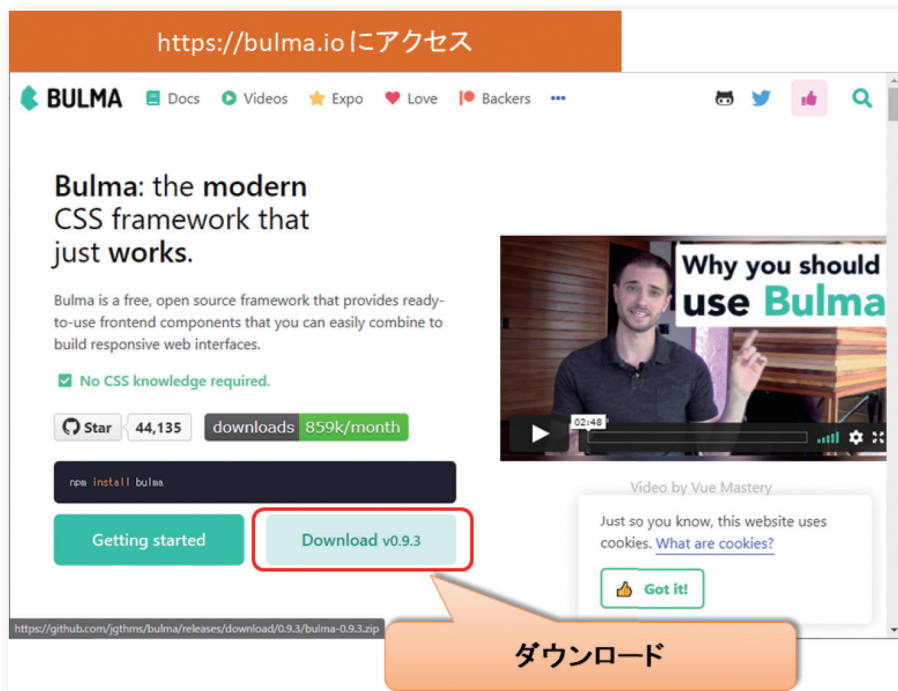 https://bulma.io にアクセス
BULMA Docs Videos Expo Love Backers
Bulma: the modern
CSS framework that
just works.
Bulma is a free, open source framework that provides ready-
to-use frontend components that you can easily combine to
build responsive web interfaces.
No CSS knowledge required.
Star 44,135 downloads 859k/month
npm install bulma
Getting started Download v0.9.3
Why you should
use Bulma
02:48
Video by Vue Mastery
Just so you know, this website uses
cookies. What are cookies?
Got it!
https://github.com/jgthms/bulma/releases/download/0.9.3/bulma-0.9.3.zip
ダウンロード